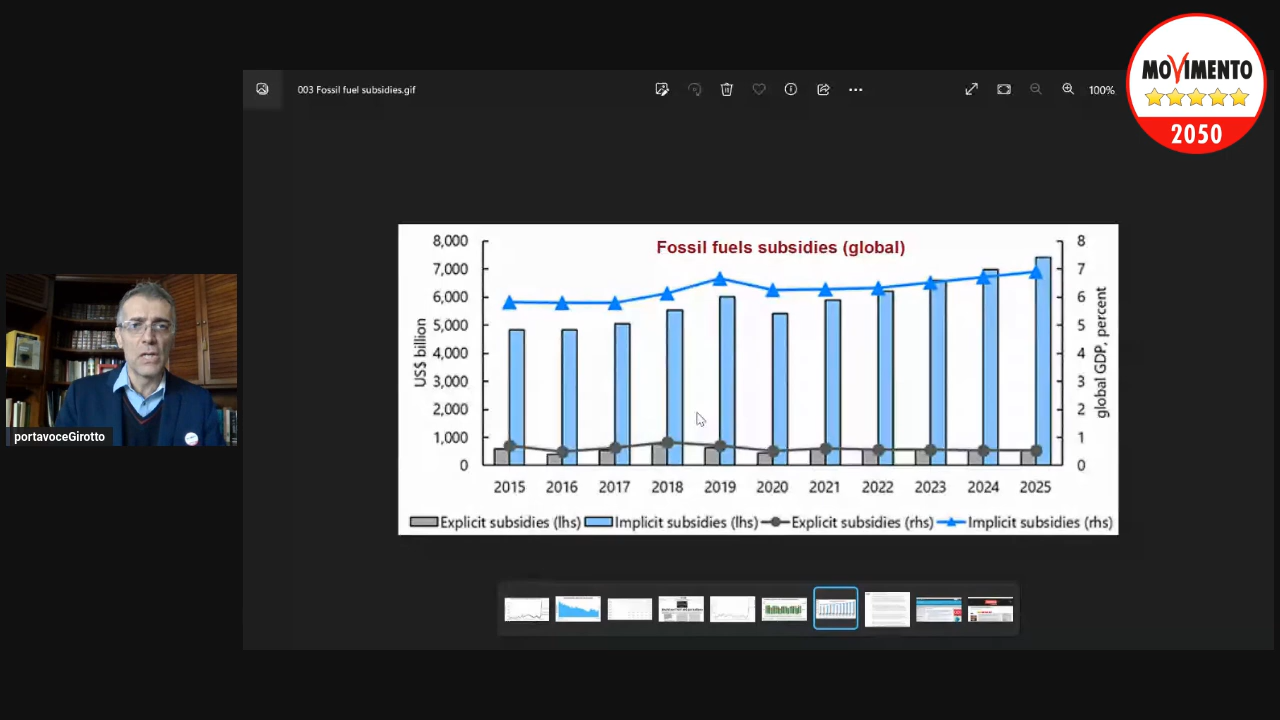 003 Fossil fuel subsidies.gif
100%
MOVIMENTO
2050
Fossil fuels subsidies (global)
8,000
7,000
6,000
5,000
4,000
3,000
2,000
1,000
0
US$ billion
8
7
6
5
4
3
2
1
0
global GDP, percent
2015 2016 2017 2018 2019 2020 2021 2022 2023 2024 2025
Explicit subsidies (lhs) Implicit subsidies (lhs) Explicit subsidies (rhs) Implicit subsidies (rhs)
portavoceGirotto